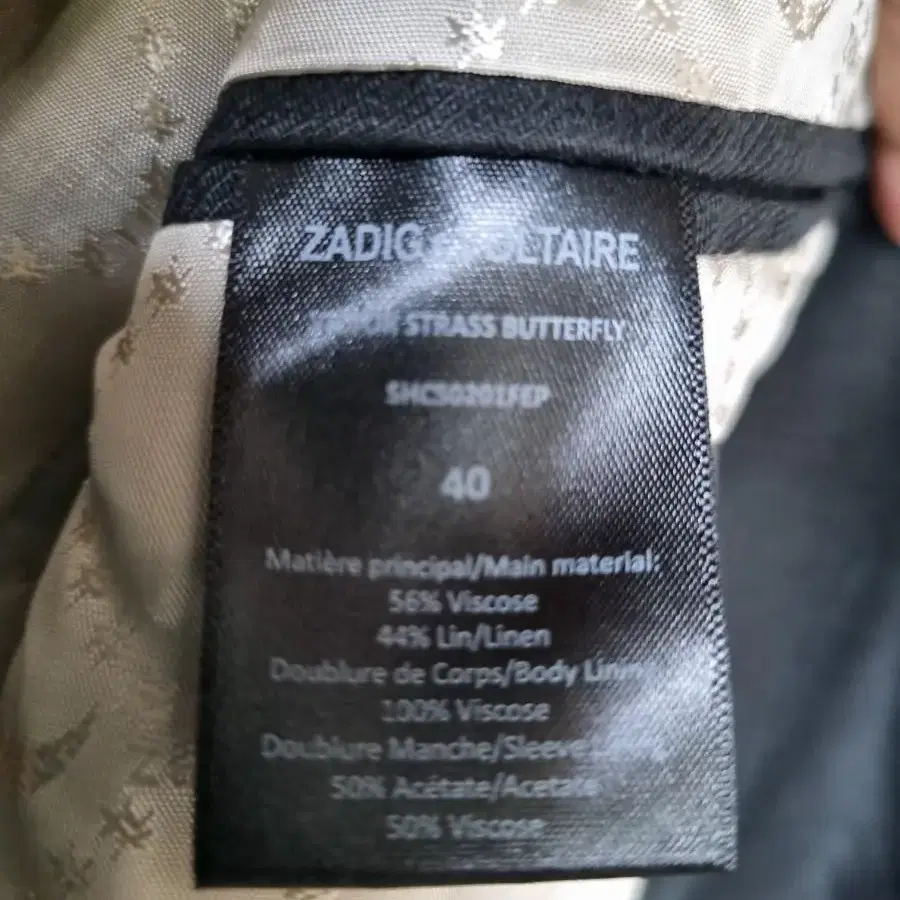 ZADIG & VOLTAIRE
STRASS BUTTERFLY
40
Matière principal/Main material
56% Viscose
44% Lin/Linen
Doublure de Corps/Body Lining
100% Viscose
Doublure Manche/Sleeve
50% Acétate/Acetate
50% Viscose